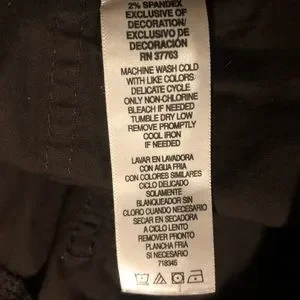 2% SPANDEX
EXCLUSIVE OF
DECORATION/
EXCLUSIVO DE
DECORACIÓN
RN 37763
MACHINE WASH COLD
WITH LIKE COLORS
DELICATE CYCLE
ONLY NON-CHLORINE
BLEACH IF NEEDED
TUMBLE DRY LOW
REMOVE PROMPTLY
COOL IRON
IF NEEDED
LAVAR EN LAVADORA
CON AGUA FRIA
CON COLORES SIMILARES
CICLO DELICADO
SOLAMENTE
BLANQUEADOR SIN
CLORO CUANDO NECESARIO
SECAR EN SECADORA
A CICLO LENTO
REMOVER PRONTO
PLANCHA FRIA
SI NECESARIO
718345